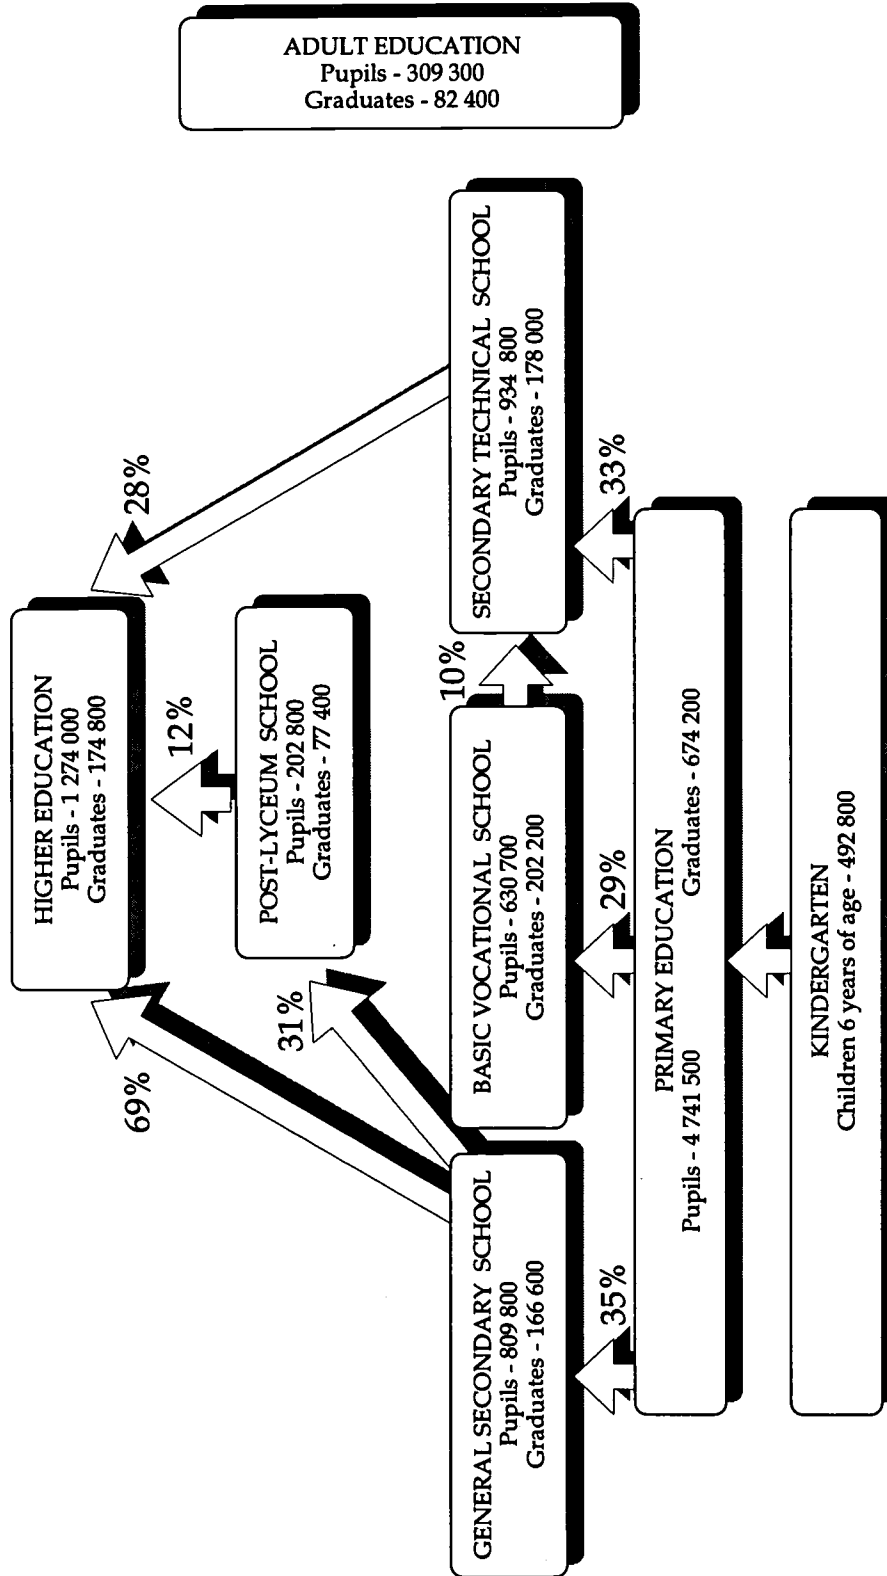 HIGHER EDUCATION
Pupils - 1 274 000
Graduates - 174 800
69%
12%
28%
31%
POST-LYCEUM SCHOOL
Pupils - 202 800
Graduates - 77 400
GENERAL SECONDARY SCHOOL
Pupils - 809 800
Graduates - 166 600
BASIC VOCATIONAL SCHOOL
Pupils - 630 700
Graduates - 202 200
10%
SECONDARY TECHNICAL SCHOOL
Pupils - 934 800
Graduates - 178 000
35%
29%
33%
PRIMARY EDUCATION
Pupils - 4 741 500 Graduates - 674 200
KINDERGARTEN
Children 6 years of age - 492 800
ADULT EDUCATION
Pupils - 309 300
Graduates - 82 400